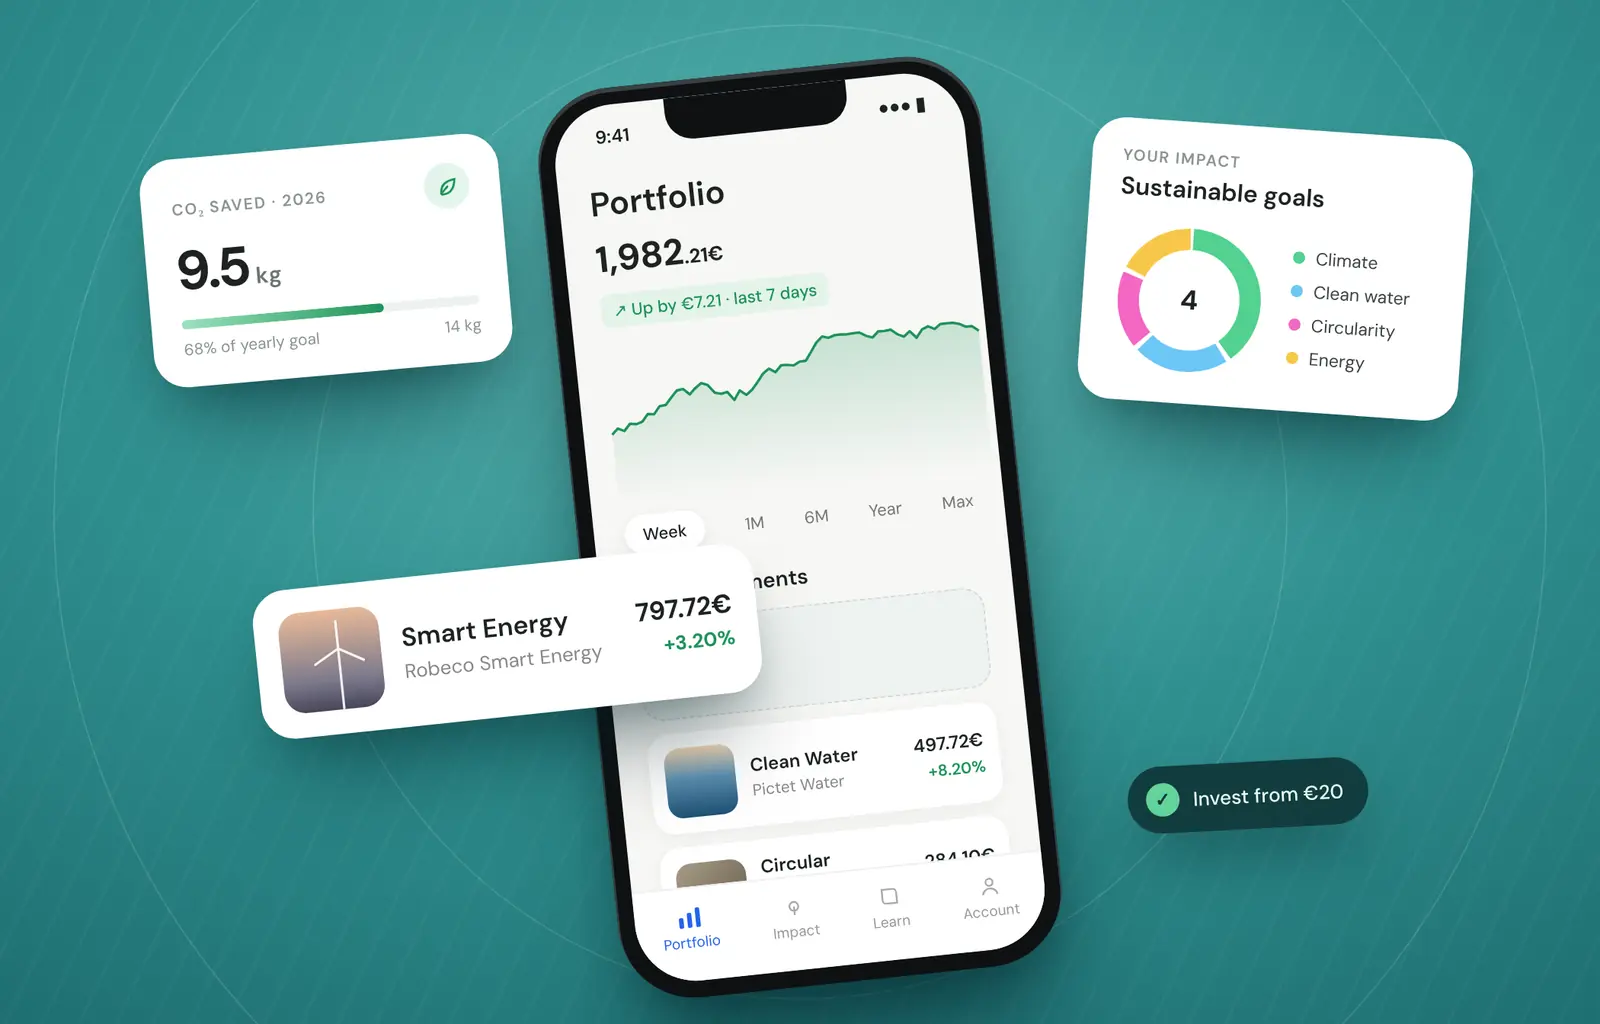 CO₂ SAVED · 2026
9.5 kg
68% of yearly goal
14 kg
9:41
Portfolio
1,982.21€
↗ Up by €7.21 · last 7 days
Week
1M
6M
Year
Max
Smart Energy
Robeco Smart Energy
797.72€
+3.20%
Clean Water
Pictet Water
497.72€
+8.20%
Circular
284.10€
Portfolio
Impact
Learn
Account
YOUR IMPACT
Sustainable goals
4
Climate
Clean water
Circularity
Energy
✓ Invest from €20